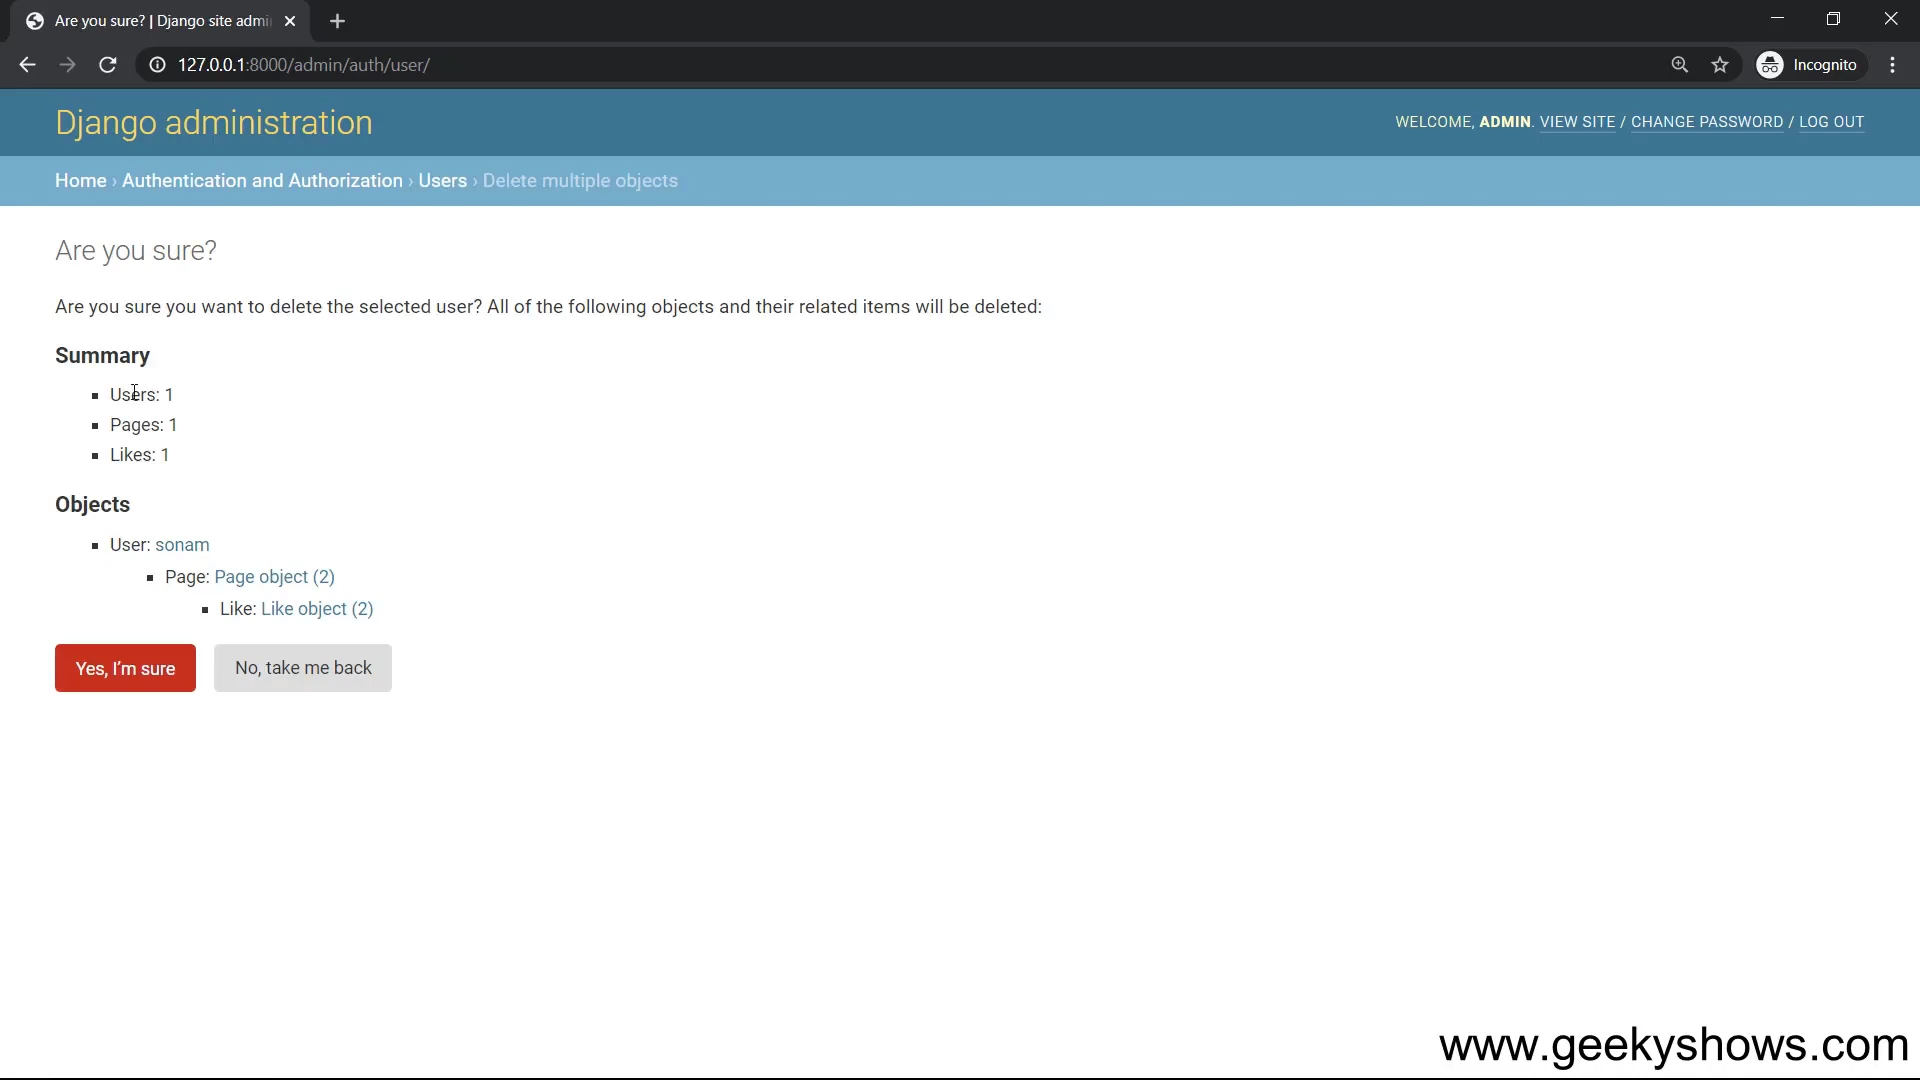 Are you sure? | Django site admi
127.0.0.1:8000/admin/auth/user/
Incognito
Django administration
WELCOME, ADMIN. VIEW SITE / CHANGE PASSWORD / LOG OUT
Home › Authentication and Authorization › Users › Delete multiple objects
Are you sure?
Are you sure you want to delete the selected user? All of the following objects and their related items will be deleted:
Summary
Users: 1
Pages: 1
Likes: 1
Objects
User: sonam
Page: Page object (2)
Like: Like object (2)
Yes, I’m sure
No, take me back
www.geekyshows.com